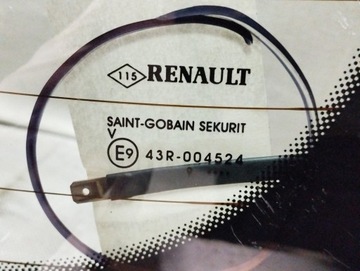 115 RENAULT
SAINT-GOBAIN SEKURIT
V
E9 43R-004524